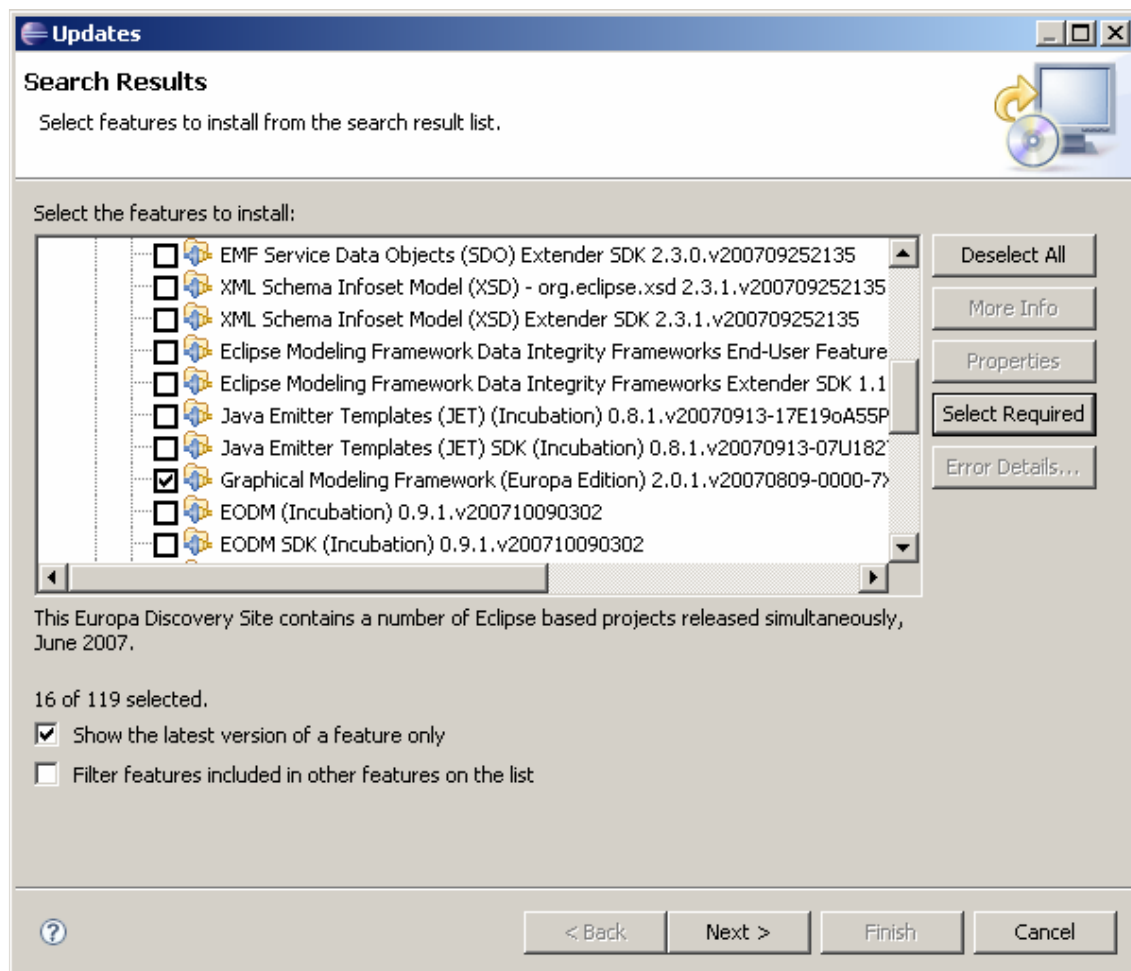 Updates
Search Results
Select features to install from the search result list.
Select the features to install:
EMF Service Data Objects (SDO) Extender SDK 2.3.0.v200709252135
XML Schema Infoset Model (XSD) - org.eclipse.xsd 2.3.1.v200709252135
XML Schema Infoset Model (XSD) Extender SDK 2.3.1.v200709252135
Eclipse Modeling Framework Data Integrity Frameworks End-User Feature
Eclipse Modeling Framework Data Integrity Frameworks Extender SDK 1.1
Java Emitter Templates (JET) (Incubation) 0.8.1.v20070913-17E19oA55P
Java Emitter Templates (JET) SDK (Incubation) 0.8.1.v20070913-07U182
Graphical Modeling Framework (Europa Edition) 2.0.1.v20070809-0000-7
EODM (Incubation) 0.9.1.v200710090302
EODM SDK (Incubation) 0.9.1.v200710090302
Deselect All
More Info
Properties
Select Required
Error Details...
This Europa Discovery Site contains a number of Eclipse based projects released simultaneously,
June 2007.
16 of 119 selected.
Show the latest version of a feature only
Filter features included in other features on the list
?
< Back
Next >
Finish
Cancel